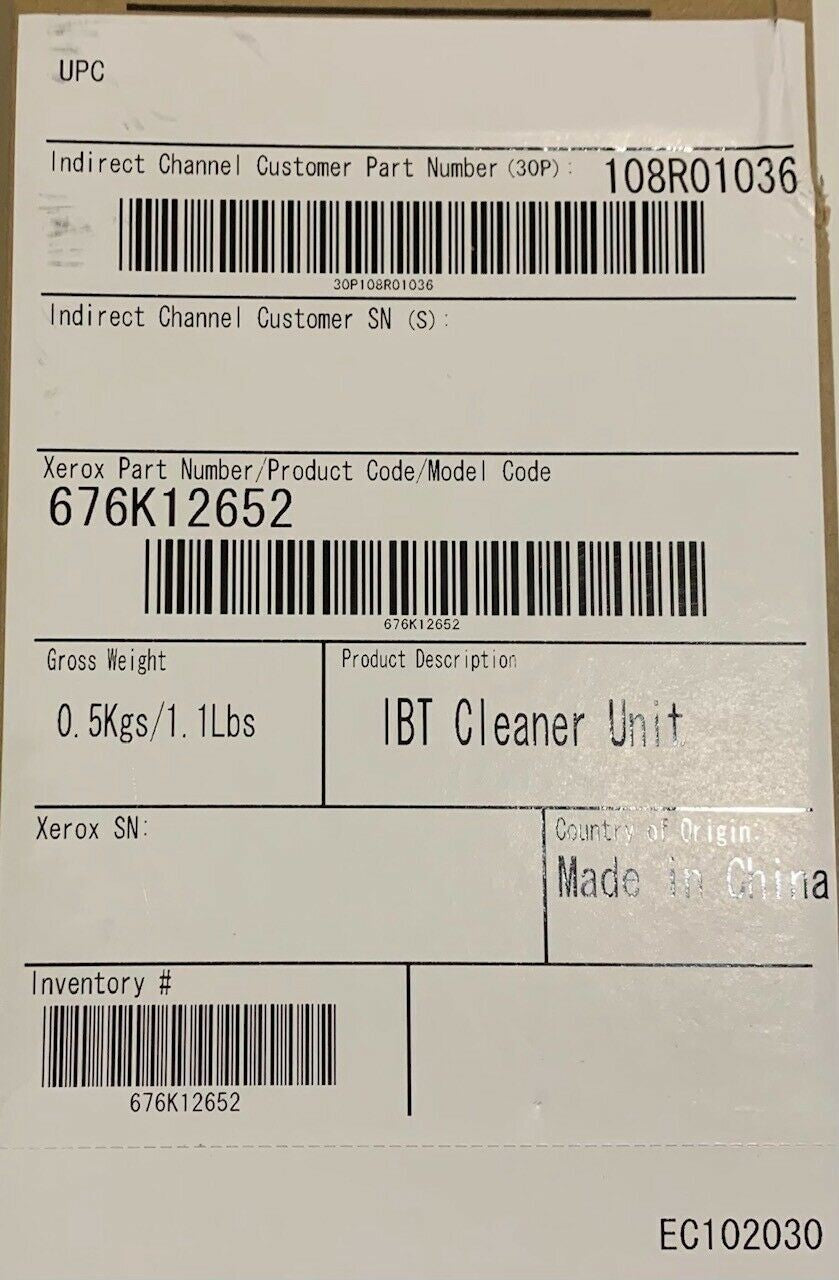 UPC
Indirect Channel Customer Part Number (30P): 108R01036
30P108R01036
Indirect Channel Customer SN (S):
Xerox Part Number/Product Code/Model Code
676K12652
676K12652
Gross Weight
Product Description
0.5Kgs/1.1Lbs
IBT Cleaner Unit
Xerox SN:
Country of Origin:
Made in China
Inventory #
676K12652
EC102030